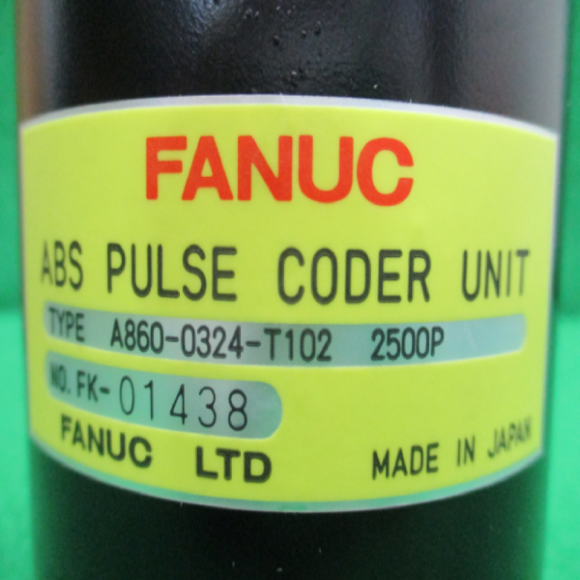 FANUC
ABS PULSE CODER UNIT
TYPE A860-0324-T102 2500P
NO. FK-01438
FANUC LTD MADE IN JAPAN